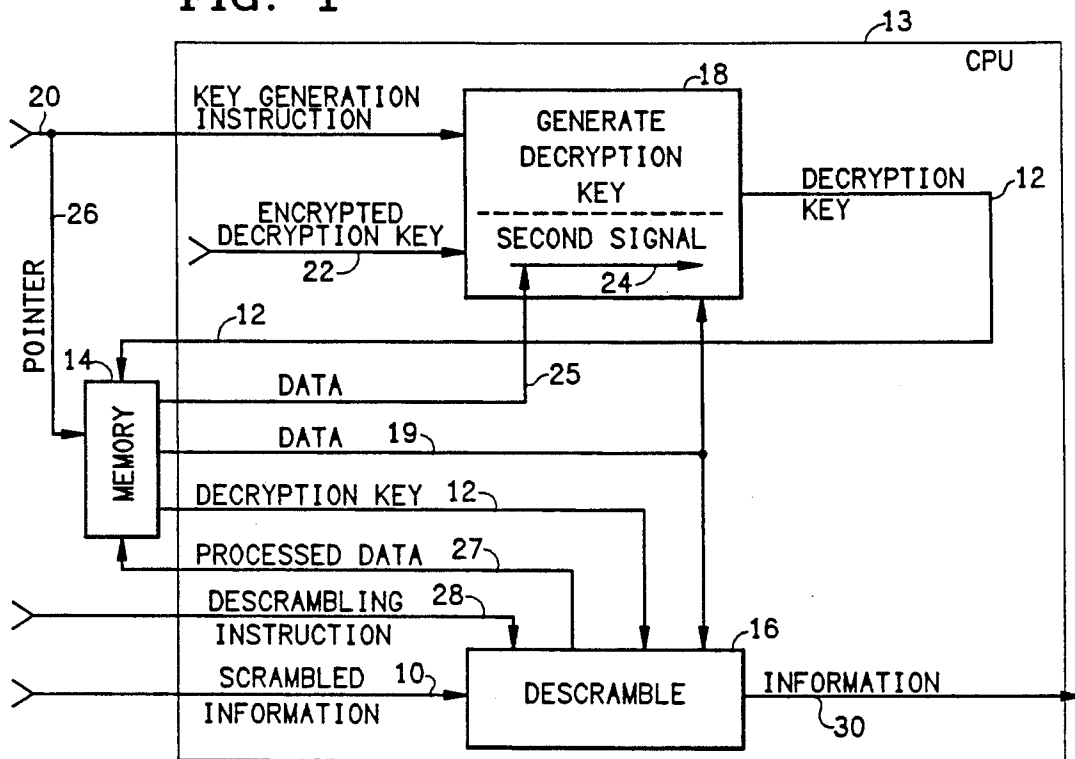 FIG. 1
13
CPU
20
KEY GENERATION
INSTRUCTION
18
GENERATE
DECRYPTION
KEY
SECOND SIGNAL
24
DECRYPTION
KEY
12
26
ENCRYPTED
DECRYPTION KEY
22
POINTER
12
14
MEMORY
DATA
25
DATA 19
DECRYPTION KEY 12
PROCESSED DATA 27
DESCRAMBLING
INSTRUCTION
28
16
SCRAMBLED
INFORMATION
10
DESCRAMBLE
INFORMATION
30